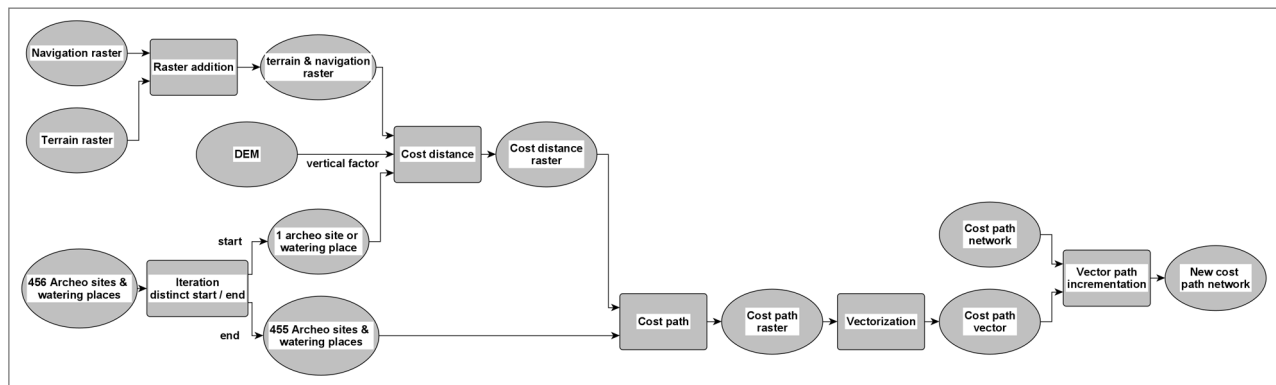 Navigation raster
Raster addition
terrain & navigation
raster
Terrain raster
DEM
vertical factor
Cost distance
Cost distance
raster
start
1 archeo site or
watering place
456 Archeo sites &
watering places
Iteration
distinct start / end
end
455 Archeo sites &
watering places
Cost path
Cost path
raster
Vectorization
Cost path
vector
Cost path
network
Vector path
incrementation
New cost
path network